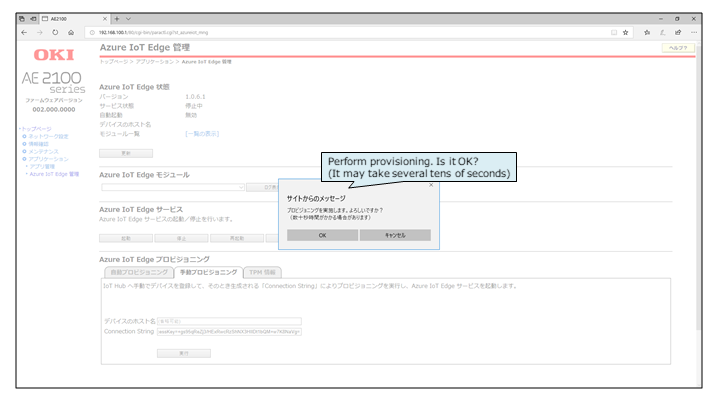 AE2100
192.168.100.1
OKI
AE 2100
series
ファームウェアバージョン
002.000.0000
トップページ
ネットワーク設定
情報確認
メンテナンス
アプリケーション
アプリ管理
Azure IoT Edge 管理
Azure IoT Edge 管理
ヘルプ?
トップページ > アプリケーション > Azure IoT Edge 管理
Azure IoT Edge 状態
バージョン 1.0.6.1
サービス状態 停止中
自動起動 無効
デバイスのホスト名
モジュール一覧 [一覧の表示]
更新
Azure IoT Edge モジュール
Perform provisioning. Is it OK?
(It may take several tens of seconds)
サイトからのメッセージ
プロビジョニングを実施します。よろしいですか?
(数十秒時間がかかる場合があります)
OK キャンセル
Azure IoT Edge サービス
Azure IoT Edge サービスの起動/停止を行います。
起動 停止 再起動
Azure IoT Edge プロビジョニング
自動プロビジョニング 手動プロビジョニング TPM 情報
IoT Hub へ手動でデバイスを登録して、そのとき生成される「Connection String」によりプロビジョニングを実行し、Azure IoT Edge サービスを起動します。
デバイスのホスト名 (省略可能)
Connection String
実行